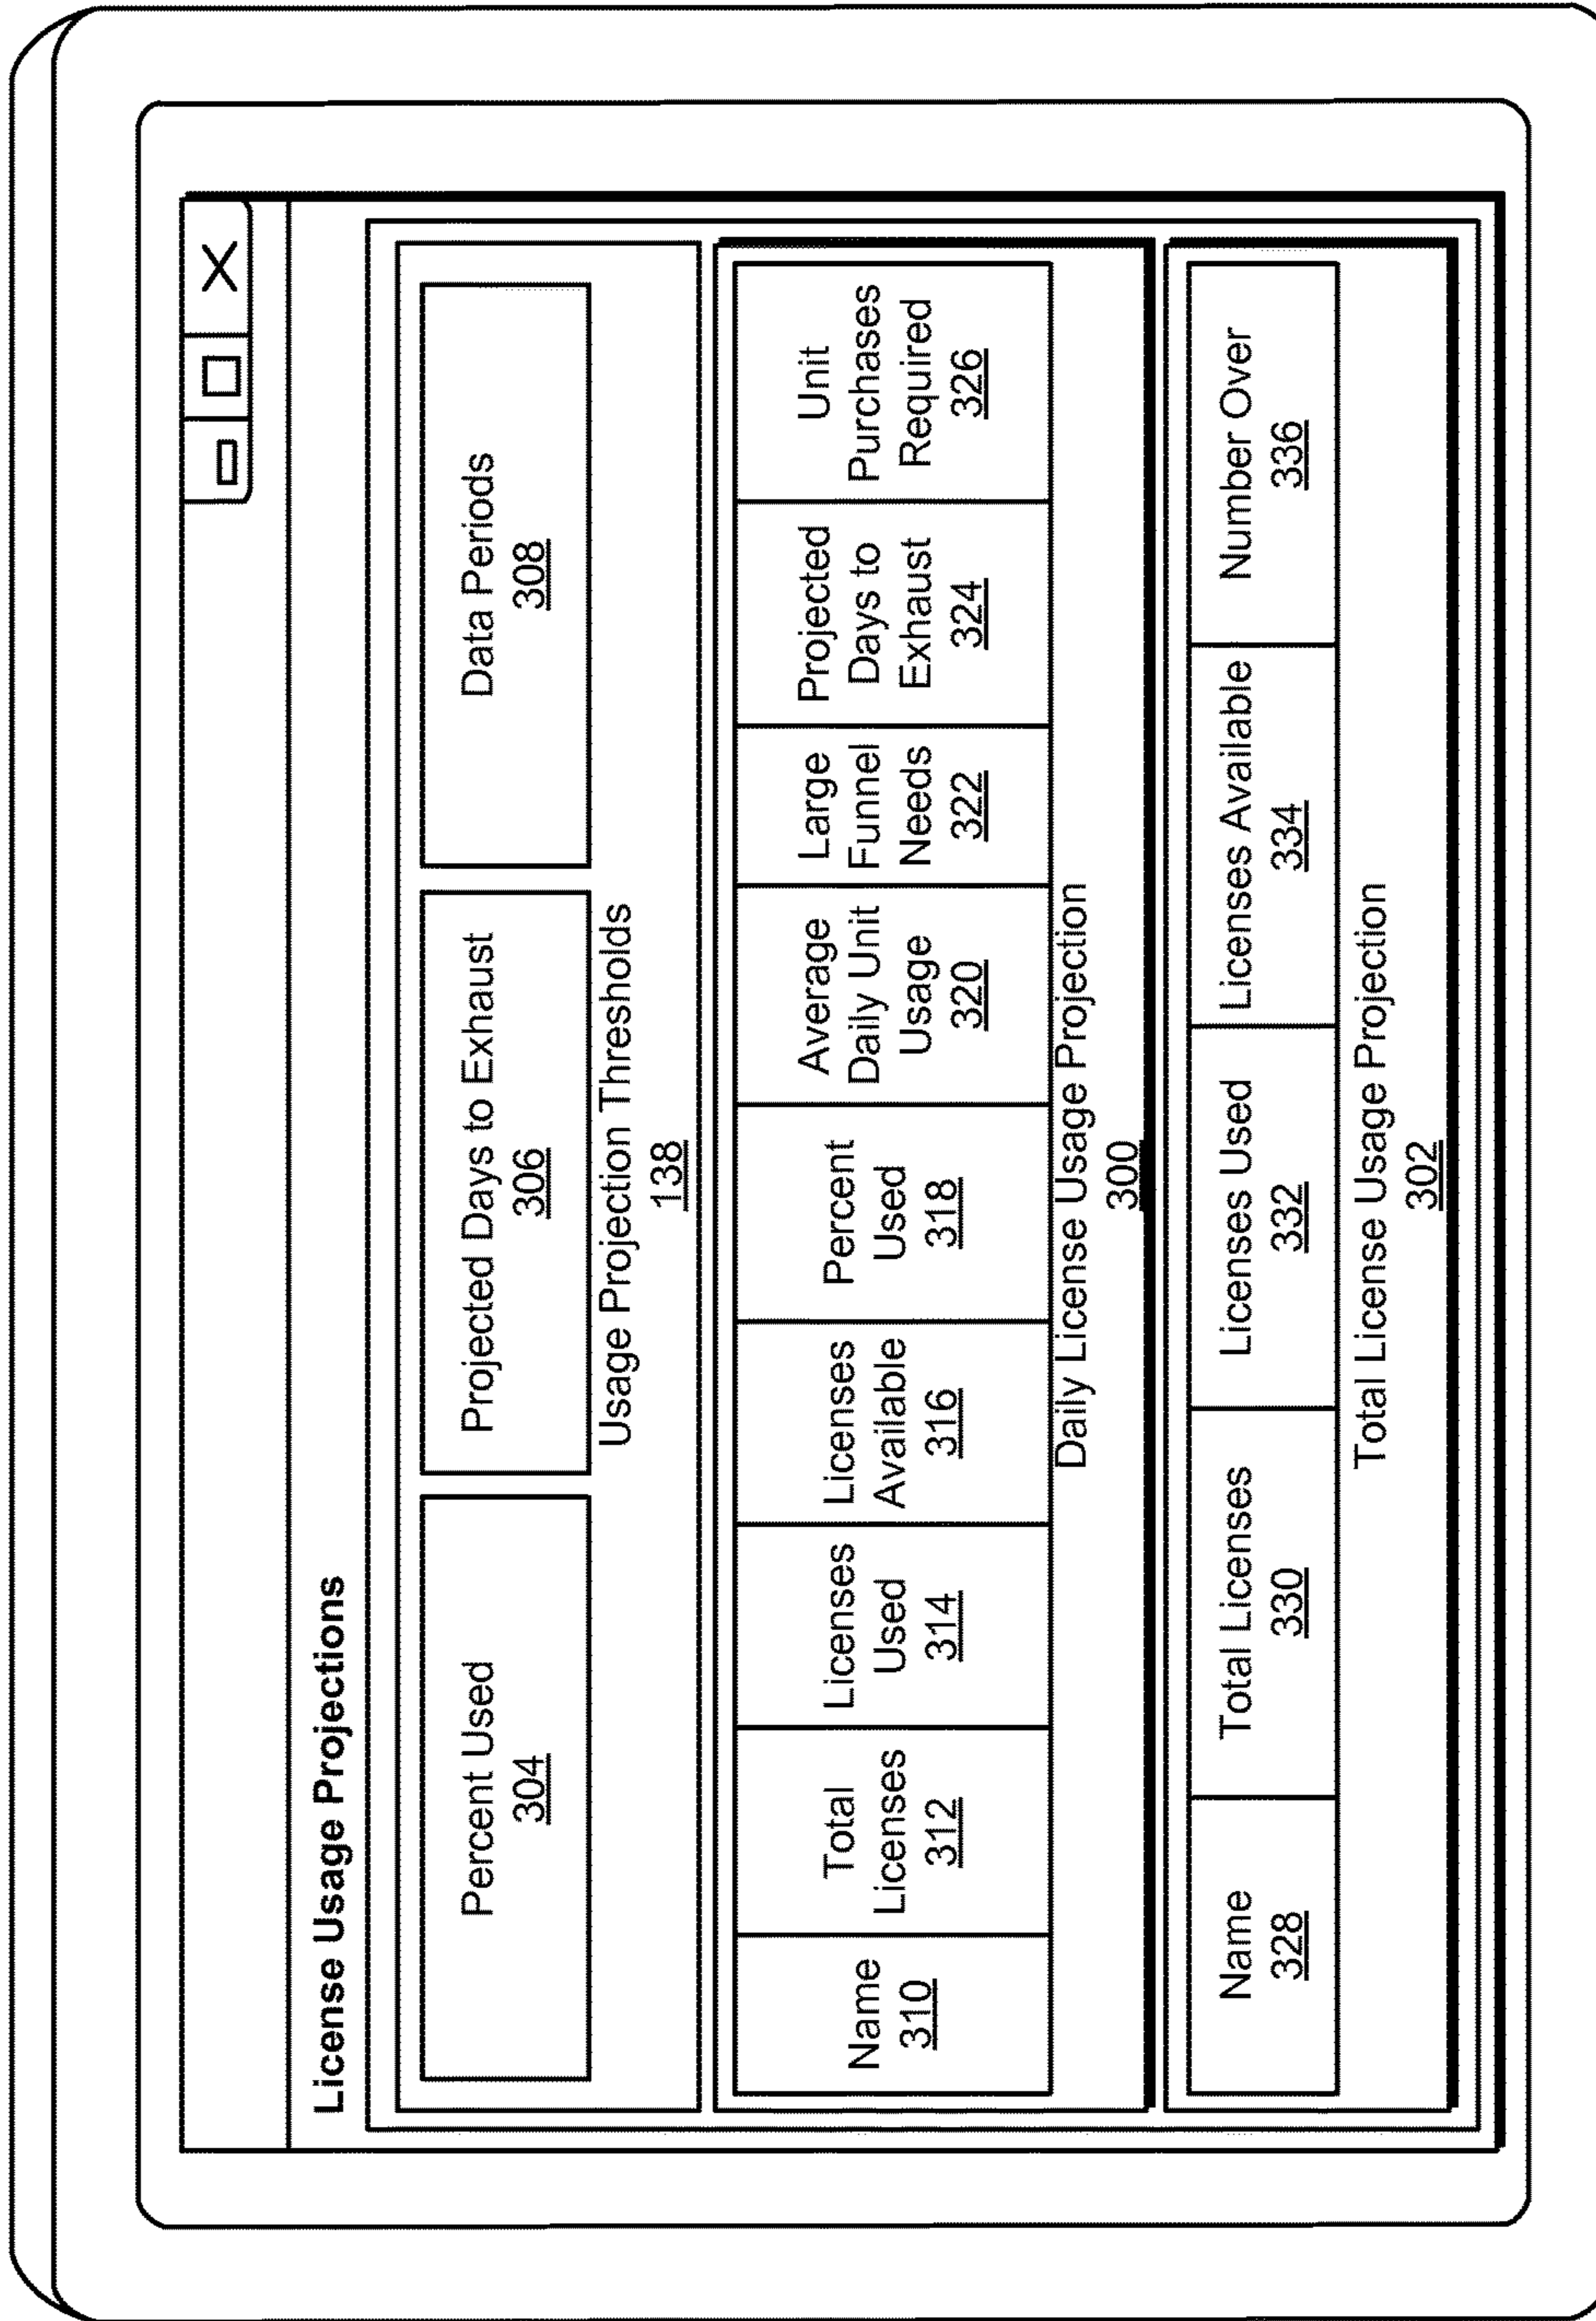 License Usage Projections
Percent Used
304
Projected Days to Exhaust
306
Data Periods
308
Usage Projection Thresholds
138
Name
310
Total
Licenses
312
Licenses
Used
314
Licenses
Available
316
Percent
Used
318
Average
Daily Unit
Usage
320
Large
Funnel
Needs
322
Projected
Days to
Exhaust
324
Unit
Purchases
Required
326
Daily License Usage Projection
300
Name
328
Total Licenses
330
Licenses Used
332
Licenses Available
334
Number Over
336
Total License Usage Projection
302